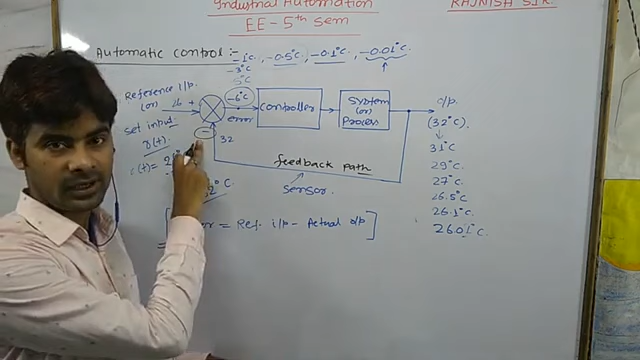 Industrial Automation
EE - 5th sem
RAJNISH SIR.
Automatic control :-
-1°C, -0.5°C, -0.1°C, -0.01°C.
-3°C
5°C
-6°C
Reference i/p.
(or) 26 +
set input.
r(t)
r(t) =
error
controller
system
(or)
Process
o/p.
(32°C).
31°C
29°C.
27°C.
26.5°C
26.1°C
26.01°C.
-
32
feedback path
sensor.
= Ref. i/p - Actual o/p